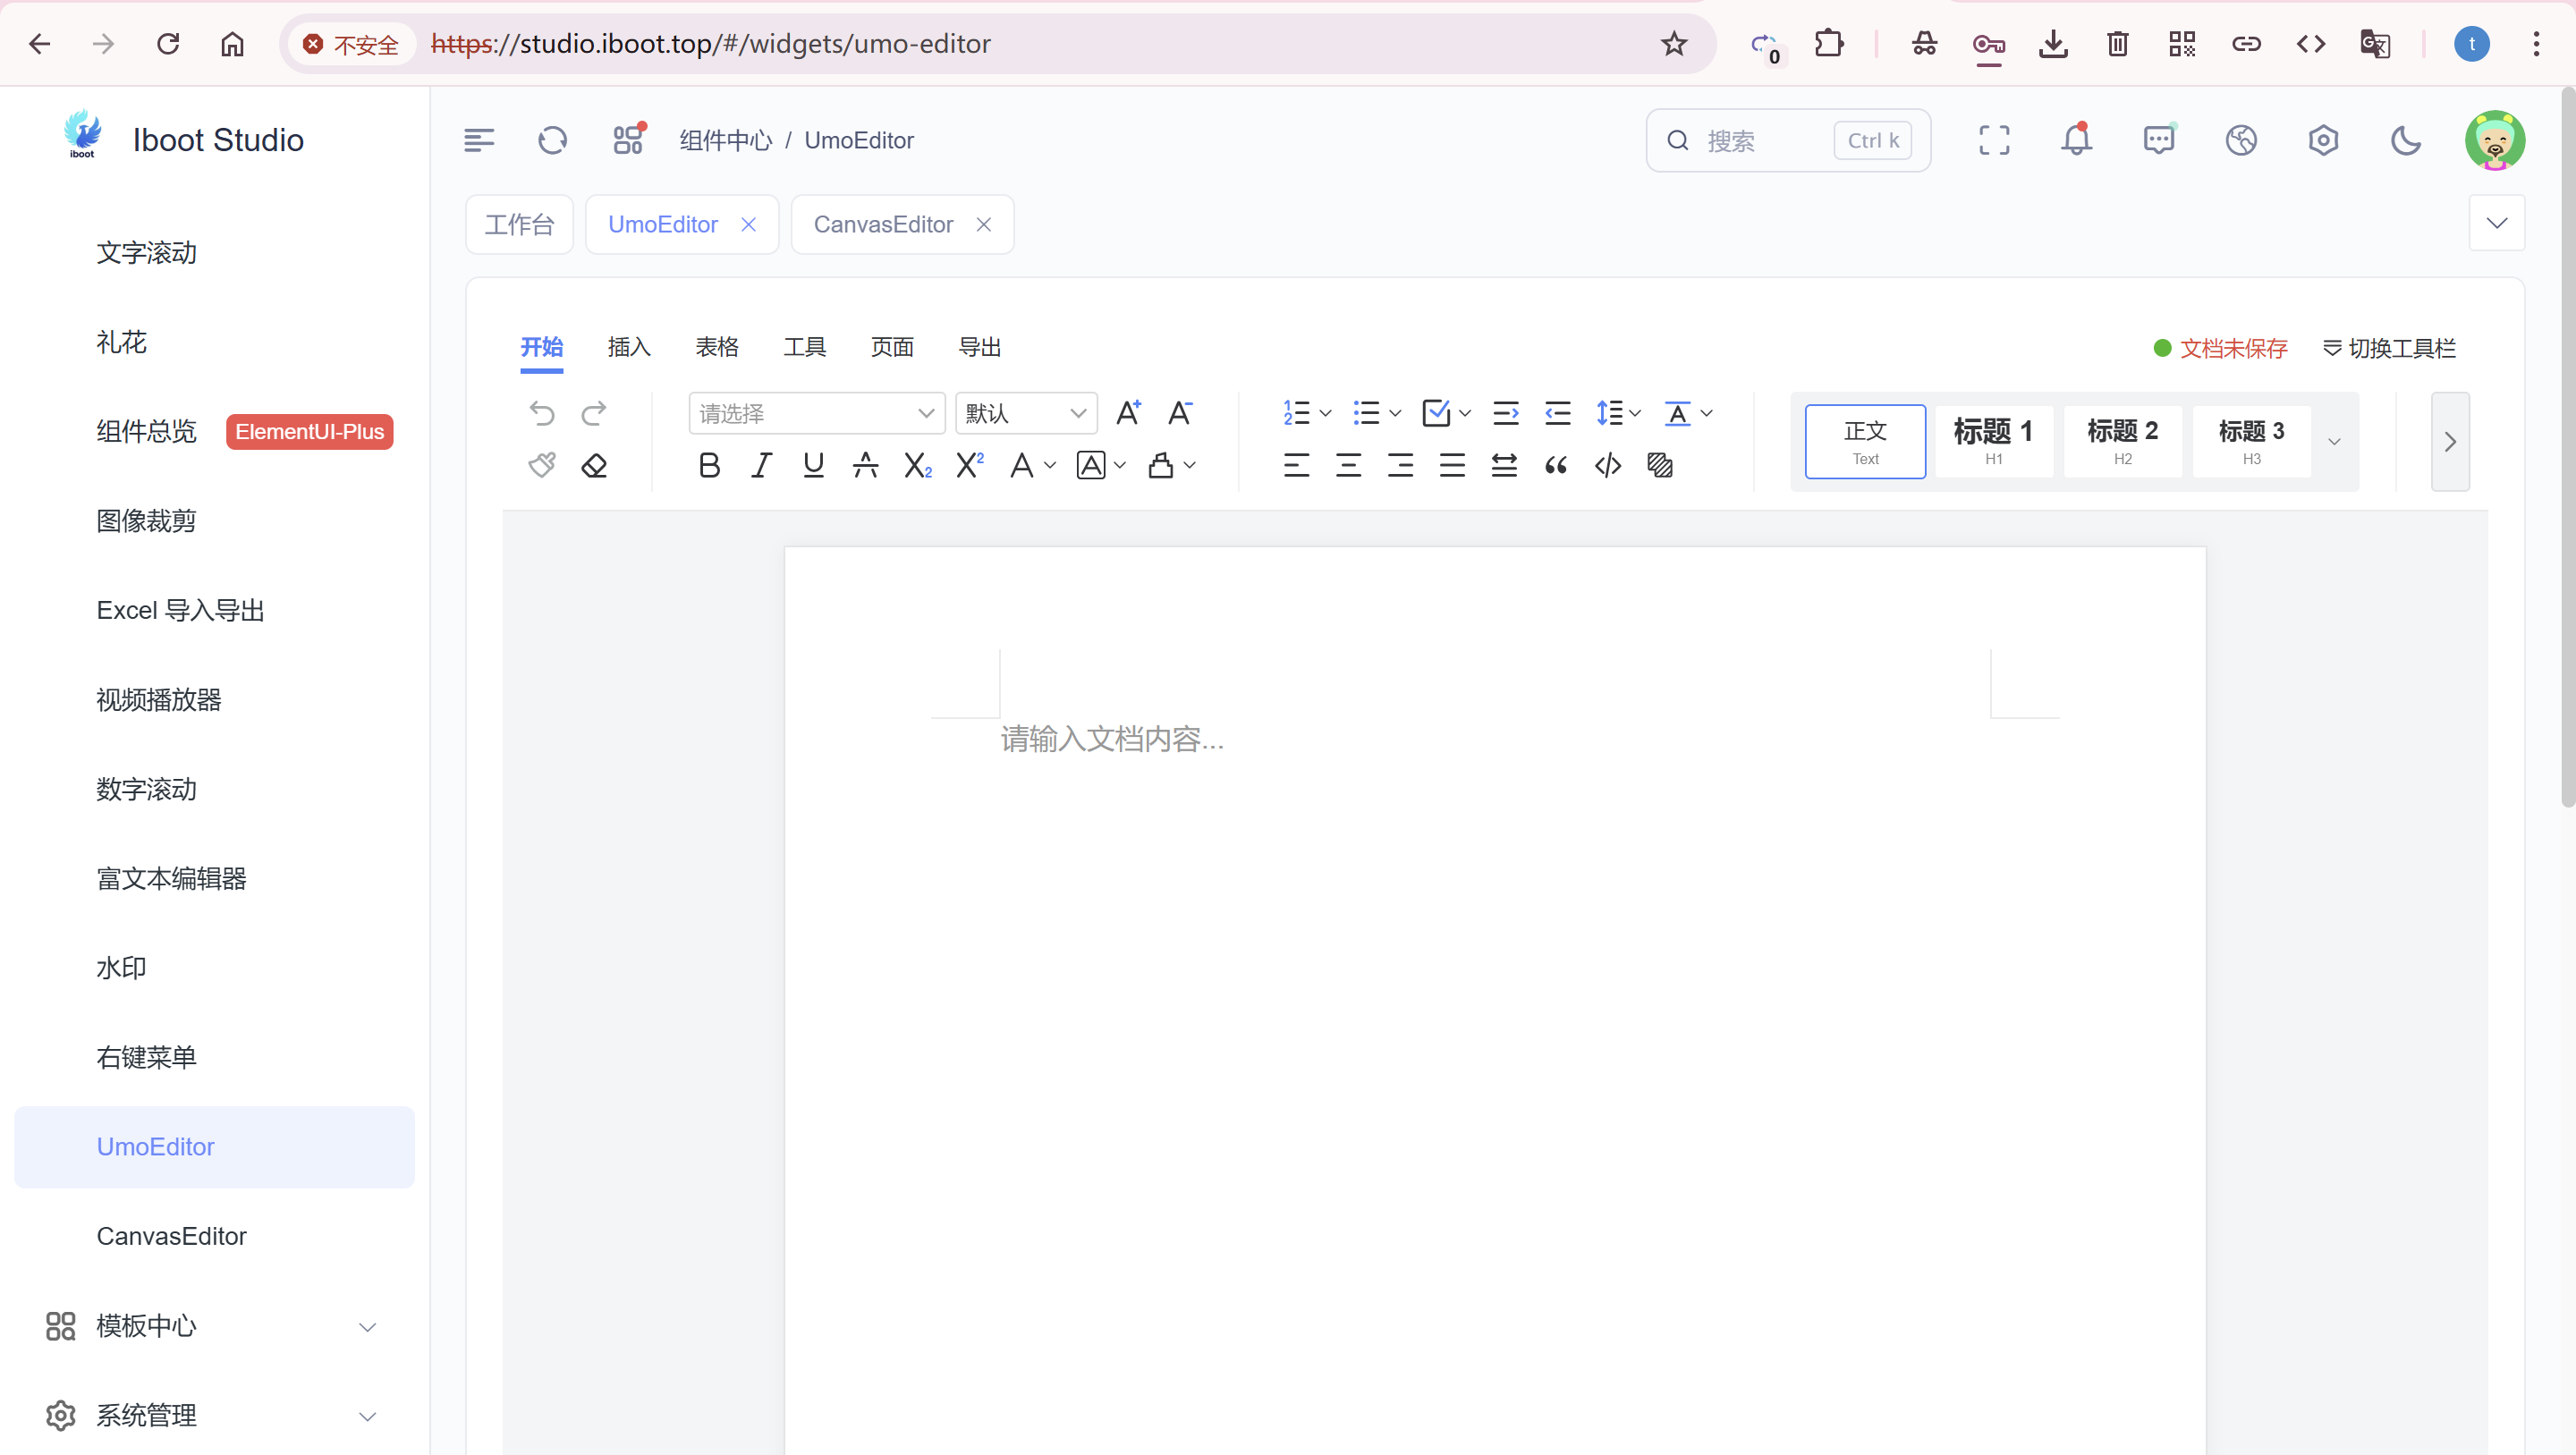 不安全 https://studio.iboot.top/#/widgets/umo-editor
0
t
iboot
Iboot Studio
组件中心 / UmoEditor
搜索 Ctrl k
工作台
UmoEditor
CanvasEditor
文字滚动
礼花
组件总览 ElementUI-Plus
图像裁剪
Excel 导入导出
视频播放器
数字滚动
富文本编辑器
水印
右键菜单
UmoEditor
CanvasEditor
模板中心
系统管理
开始 插入 表格 工具 页面 导出
文档未保存 切换工具栏
请选择 默认
正文 标题 1 标题 2 标题 3
Text H1 H2 H3
请输入文档内容...